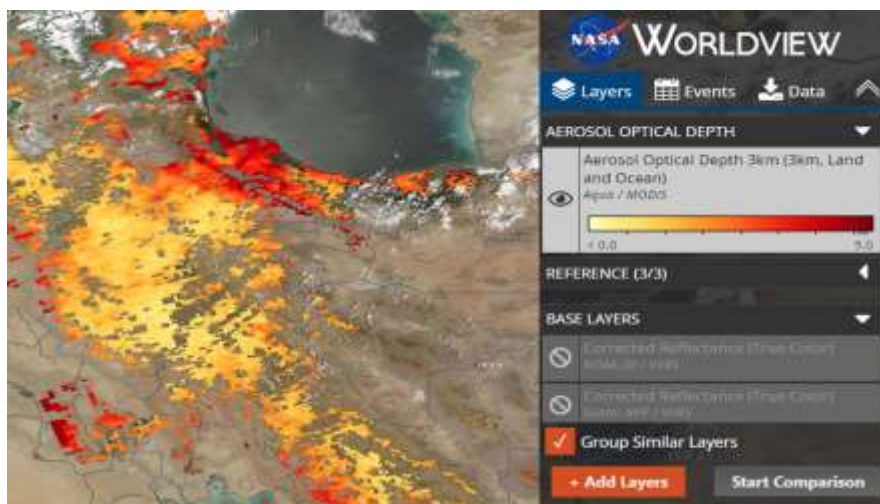 NASA WORLDVIEW
Layers Events Data
AEROSOL OPTICAL DEPTH
Aerosol Optical Depth 3km (3km, Land
and Ocean)
Aqua / MODIS
< 0.0 5.0
REFERENCE (3/3)
BASE LAYERS
Corrected Reflectance (True Color)
Corrected Reflectance (True Color)
Group Similar Layers
+ Add Layers Start Comparison